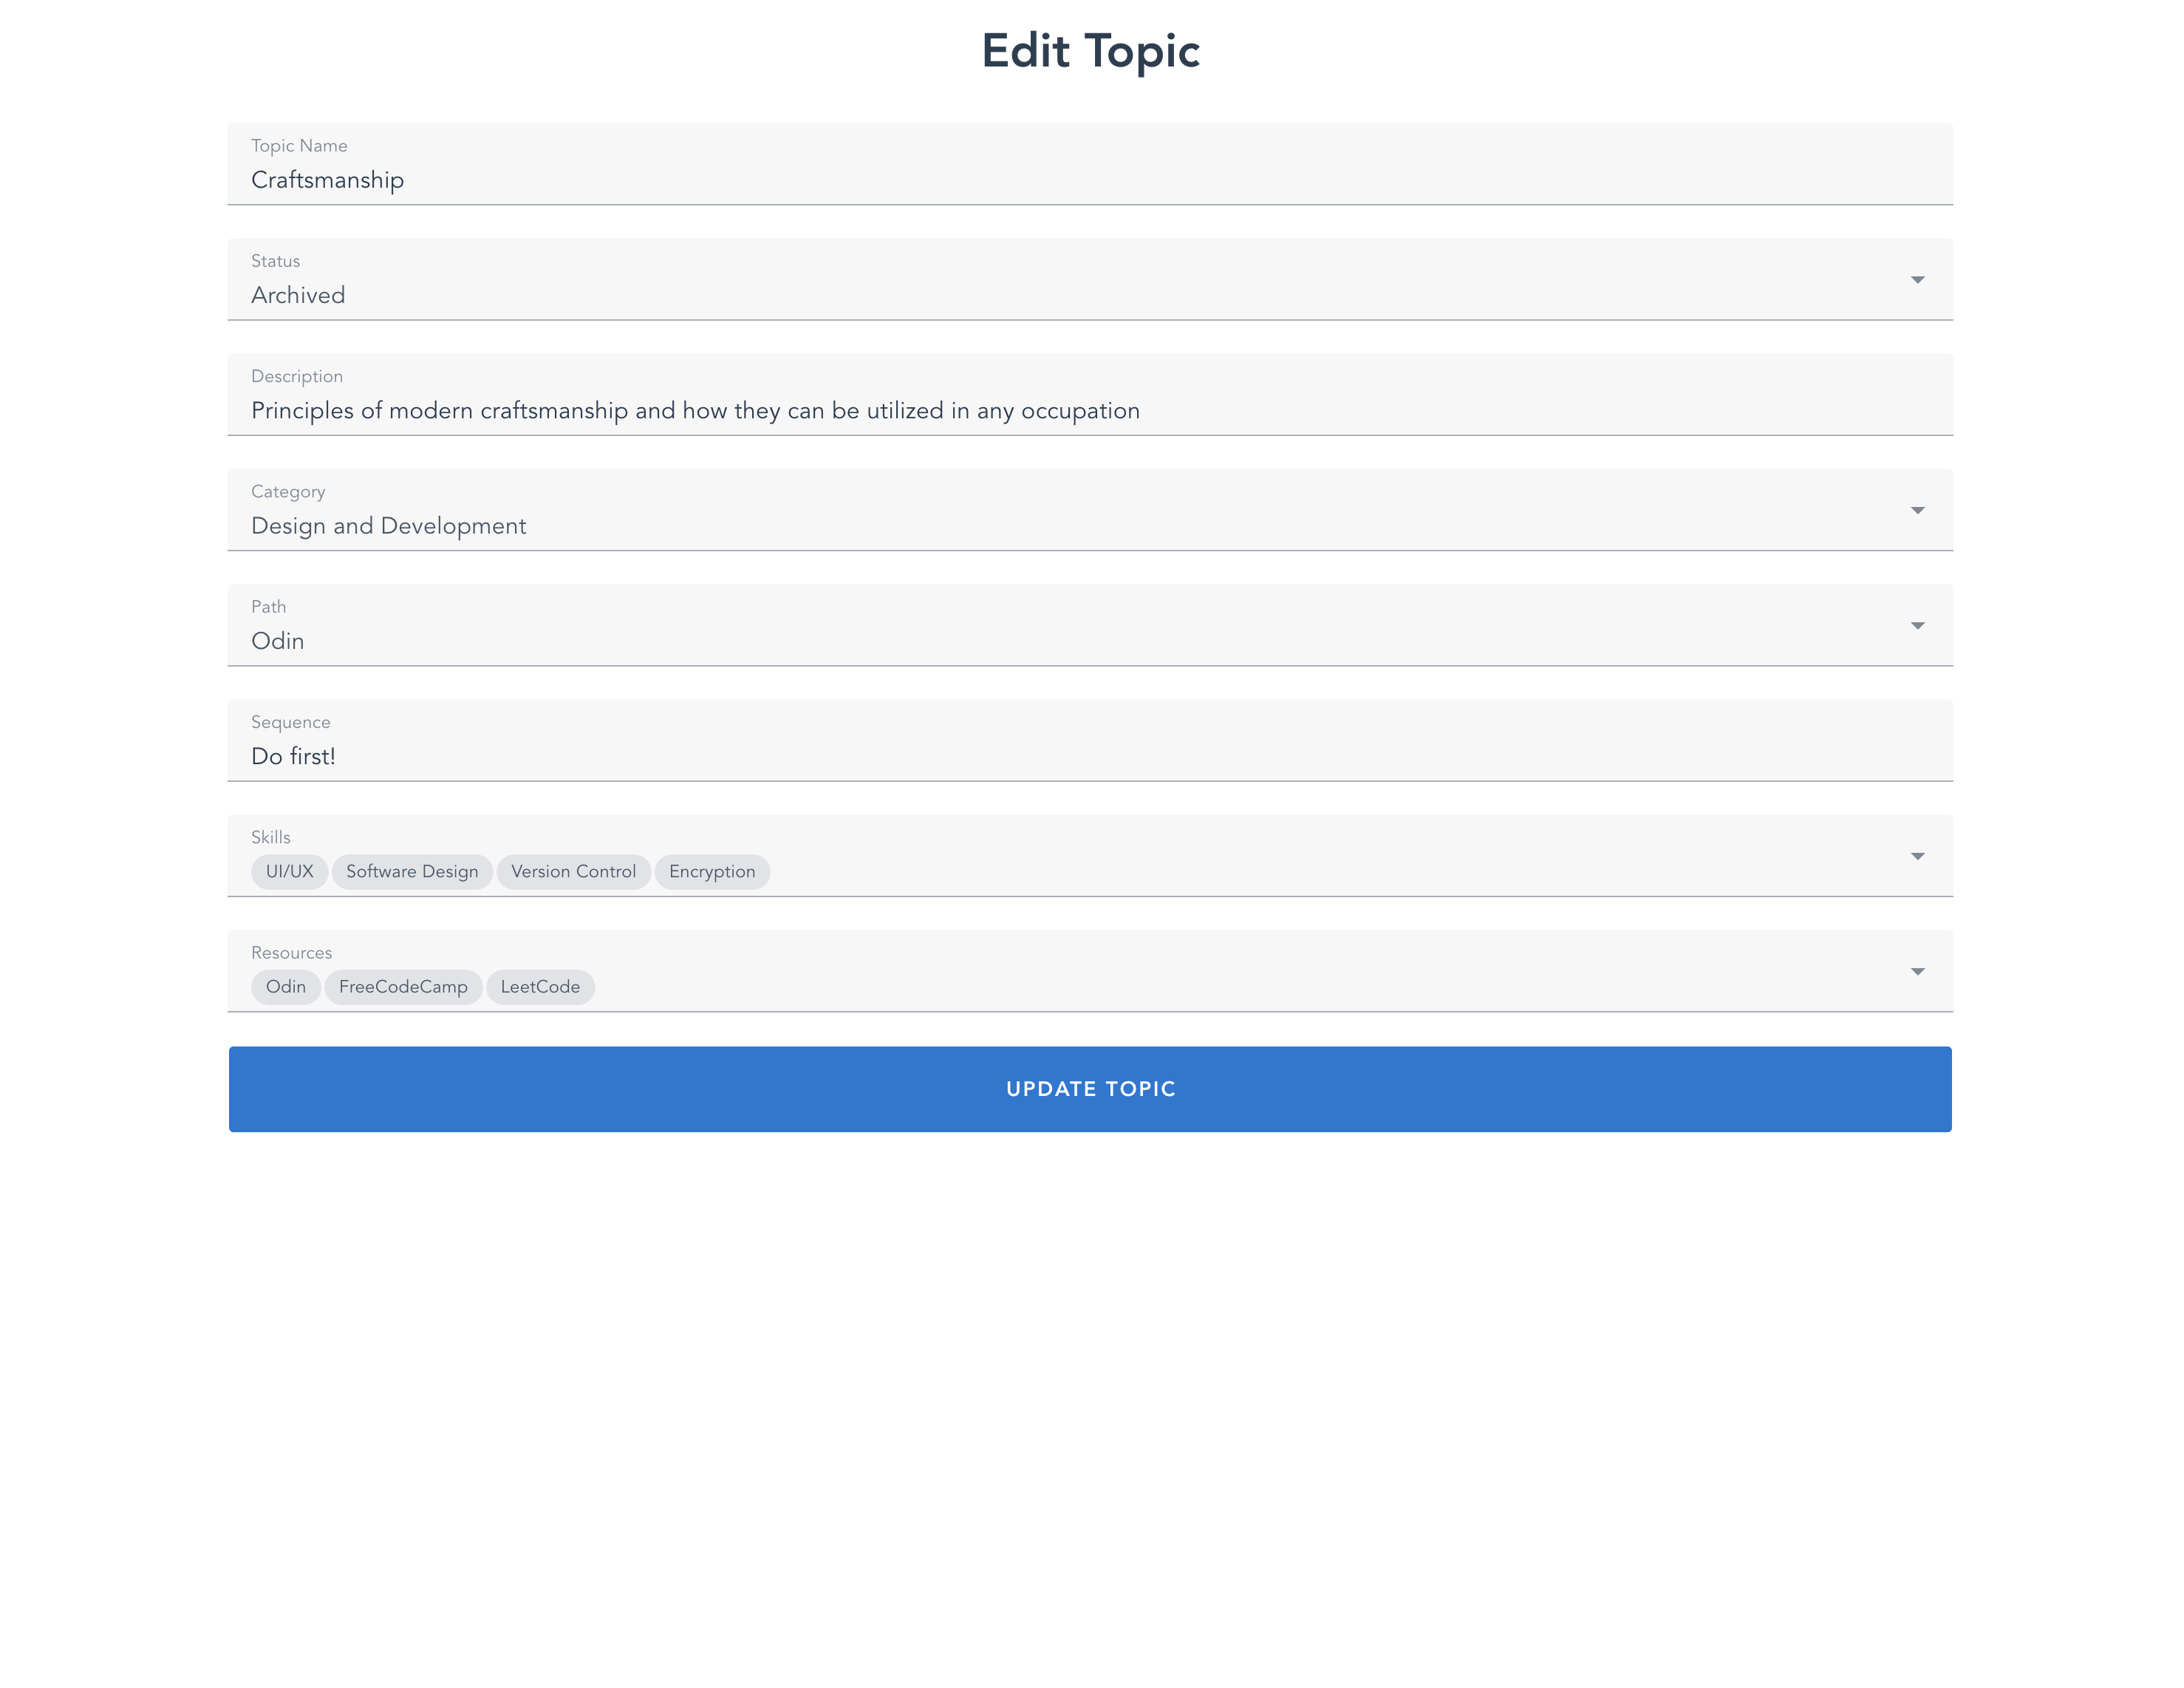 Edit Topic
Topic Name
Craftsmanship
Status
Archived
Description
Principles of modern craftsmanship and how they can be utilized in any occupation
Category
Design and Development
Path
Odin
Sequence
Do first!
Skills
UI/UX Software Design Version Control Encryption
Resources
Odin FreeCodeCamp LeetCode
UPDATE TOPIC